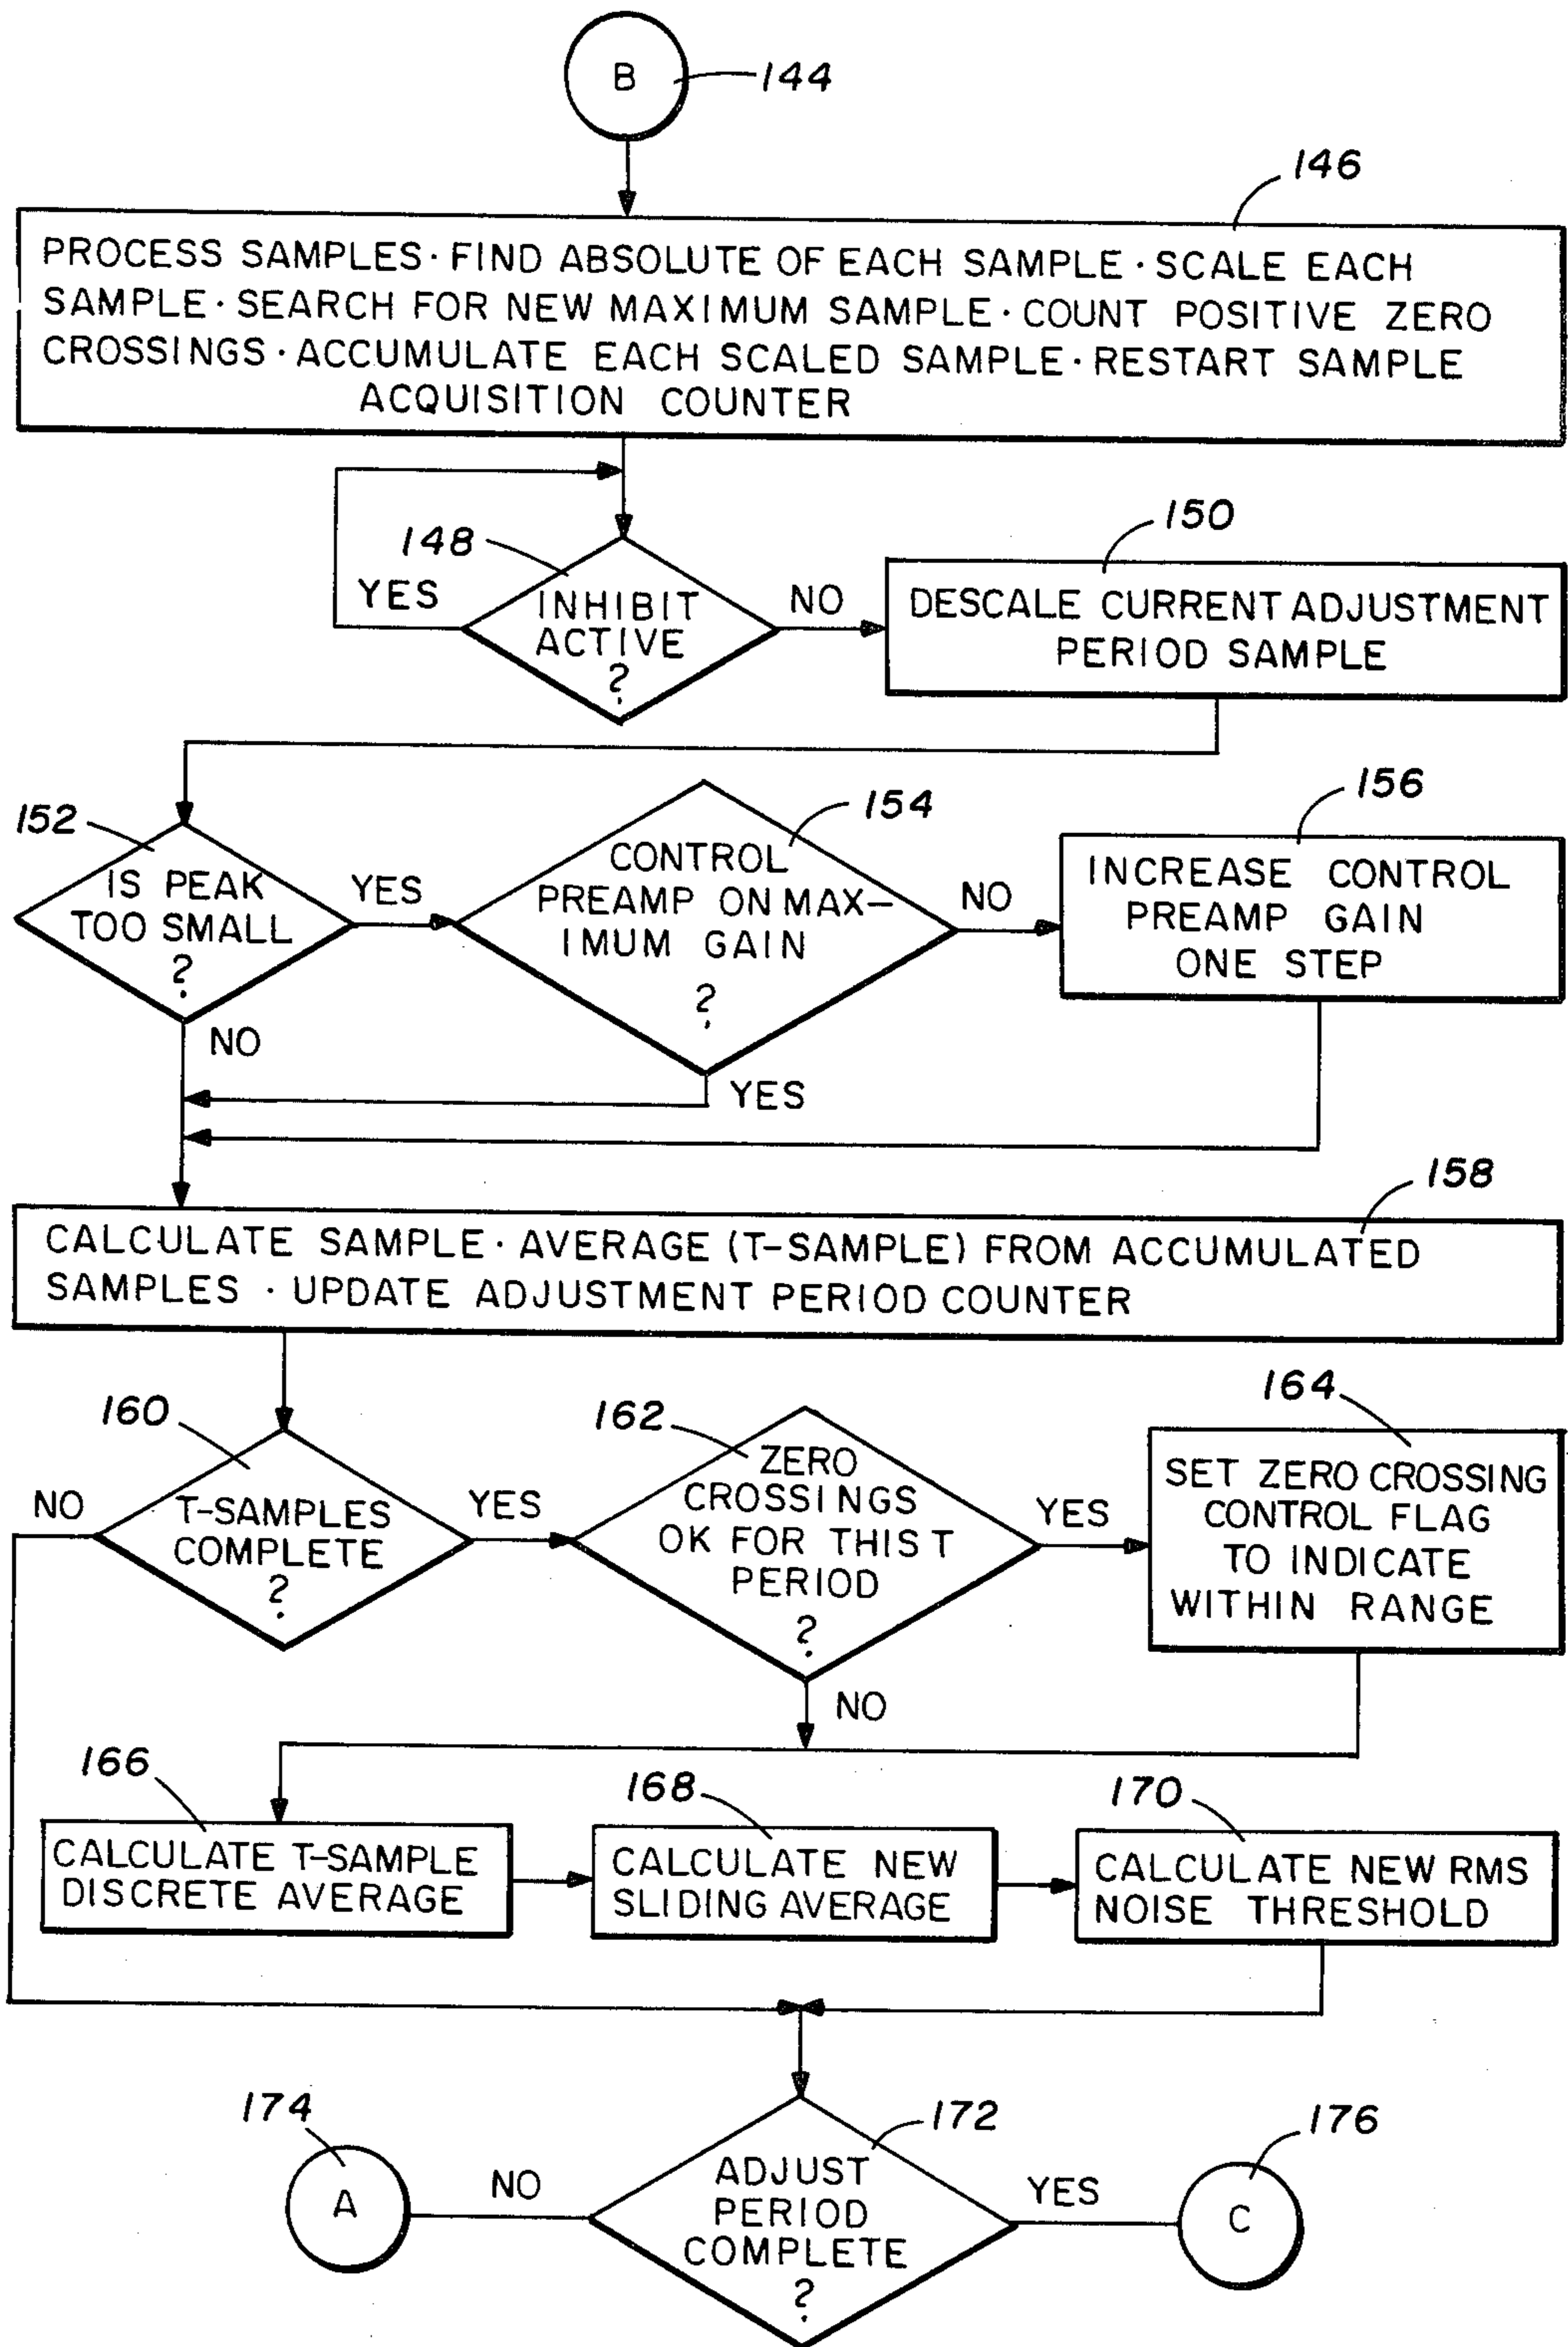 B
144
146
PROCESS SAMPLES · FIND ABSOLUTE OF EACH SAMPLE · SCALE EACH
SAMPLE · SEARCH FOR NEW MAXIMUM SAMPLE · COUNT POSITIVE ZERO
CROSSINGS · ACCUMULATE EACH SCALED SAMPLE · RESTART SAMPLE
ACQUISITION COUNTER
148
YES
INHIBIT
ACTIVE
?
NO
150
DESCALE CURRENT ADJUSTMENT
PERIOD SAMPLE
152
IS PEAK
TOO SMALL
?
YES
NO
154
CONTROL
PREAMP ON MAX-
IMUM GAIN
?
NO
YES
156
INCREASE CONTROL
PREAMP GAIN
ONE STEP
158
CALCULATE SAMPLE · AVERAGE (T-SAMPLE) FROM ACCUMULATED
SAMPLES · UPDATE ADJUSTMENT PERIOD COUNTER
160
NO
T-SAMPLES
COMPLETE
?
YES
162
ZERO
CROSSINGS
OK FOR THIS T
PERIOD
?
YES
NO
164
SET ZERO CROSSING
CONTROL FLAG
TO INDICATE
WITHIN RANGE
166
CALCULATE T-SAMPLE
DISCRETE AVERAGE
168
CALCULATE NEW
SLIDING AVERAGE
170
CALCULATE NEW RMS
NOISE THRESHOLD
174
A
NO
172
ADJUST
PERIOD
COMPLETE
?
YES
176
C